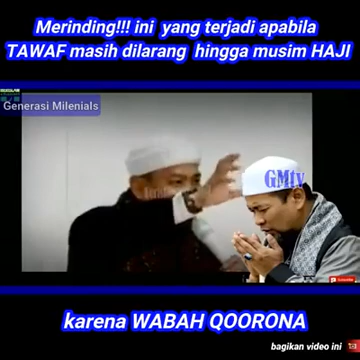 Merinding!!! ini yang terjadi apabila
TAWAF masih dilarang hingga musim HAJI
Generasi Milenials
GMtv
karena WABAH QOORONA
bagikan video ini